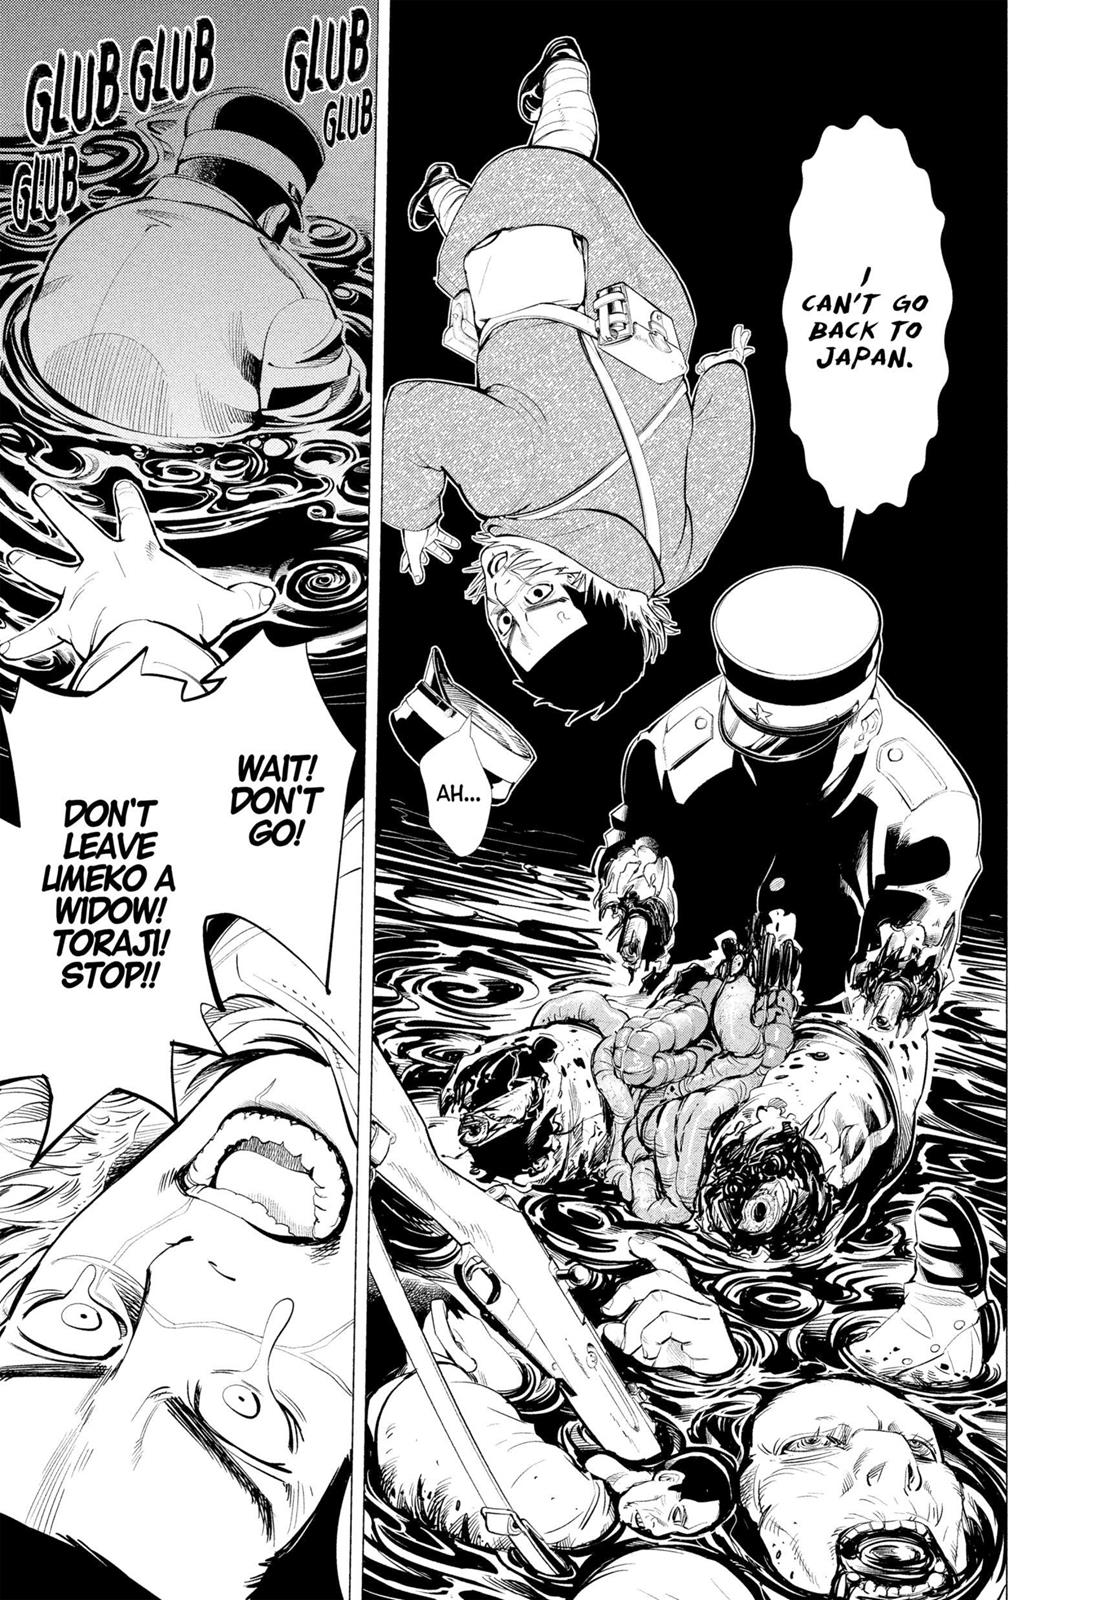 I
CAN'T GO
BACK TO
JAPAN.
AH...
GLUB
GLUB
GLUB GLUB
GLUB
WAIT!
DON'T
GO!
DON'T
LEAVE
UMEKO A
WIDOW!
TORAJI!
STOP!!